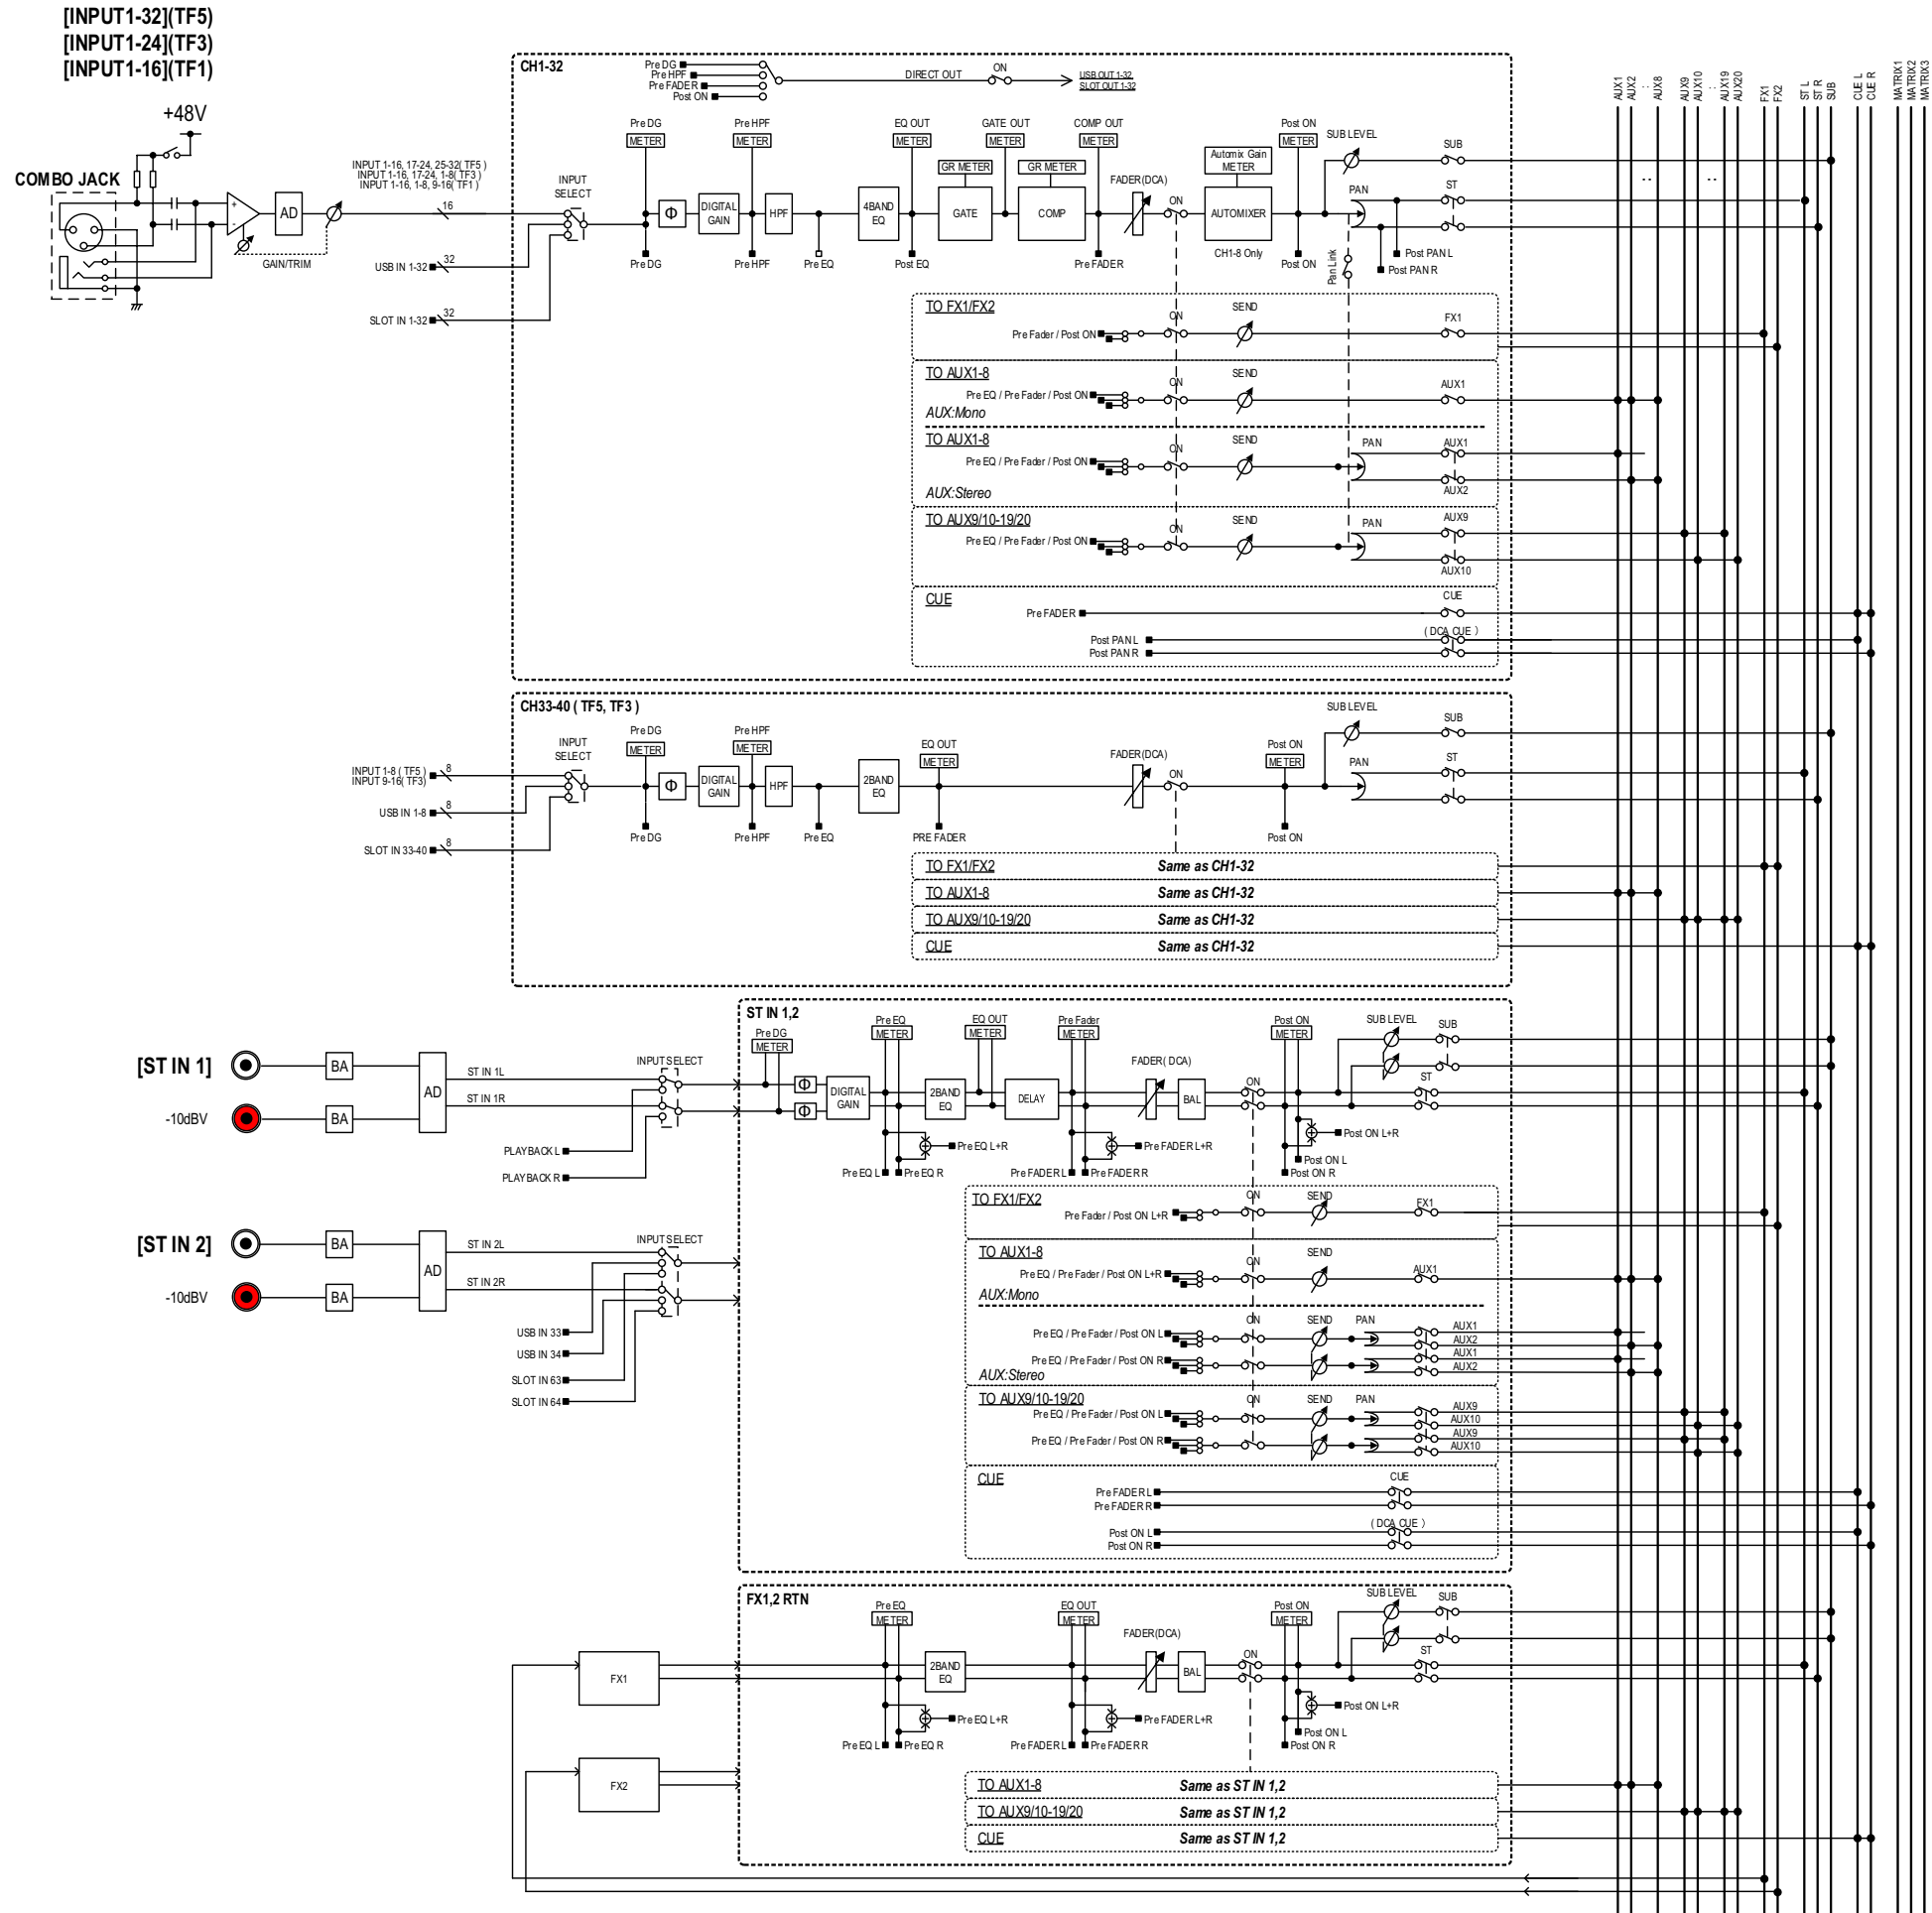 [INPUT1-32](TF5)
[INPUT1-24](TF3)
[INPUT1-16](TF1)
+48V
COMBO JACK
+
-
AD
GAIN/TRIM
INPUT 1-16, 17-24, 25-32( TF5 )
INPUT 1-16, 17-24, 1-8( TF3 )
INPUT 1-16, 1-8, 9-16( TF1 )
16
USB IN 1-32
32
SLOT IN 1-32
32
INPUT
SELECT
CH1-32
Pre DG
Pre HPF
Pre FADER
Post ON
DIRECT OUT
ON
USB OUT 1-32
SLOT OUT 1-32
Pre DG
METER
Pre HPF
METER
EQ OUT
METER
GATE OUT
METER
COMP OUT
METER
Post ON
METER
SUB LEVEL
SUB
GR METER
GR METER
Automix Gain
METER
FADER(DCA)
ON
PAN
ST
Φ
DIGITAL
GAIN
HPF
4BAND
EQ
GATE
COMP
AUTOMIXER
CH1-8 Only
Pre DG
Pre HPF
Pre EQ
Post EQ
Pre FADER
Post ON
Pan Link
Post PAN L
Post PAN R
TO FX1/FX2
Pre Fader / Post ON
ON
SEND
FX1
TO AUX1-8
Pre EQ / Pre Fader / Post ON
AUX:Mono
ON
SEND
AUX1
TO AUX1-8
Pre EQ / Pre Fader / Post ON
AUX:Stereo
ON
SEND
PAN
AUX1
AUX2
TO AUX9/10-19/20
Pre EQ / Pre Fader / Post ON
ON
SEND
PAN
AUX9
AUX10
CUE
Pre FADER
CUE
Post PAN L
Post PAN R
( DCA CUE )
AUX1
AUX2
: :
AUX8
AUX9
AUX10
: :
AUX19
AUX20
FX1
FX2
ST L
ST R
SUB
CUE L
CUE R
MATRIX1
MATRIX2
MATRIX3
CH33-40 ( TF5, TF3 )
INPUT 1-8 ( TF5 )
INPUT 9-16( TF3)
8
USB IN 1-8
8
SLOT IN 33-40
8
INPUT
SELECT
Pre DG
METER
Pre HPF
METER
EQ OUT
METER
FADER(DCA)
ON
Post ON
METER
SUB LEVEL
SUB
PAN
ST
Φ
DIGITAL
GAIN
HPF
2BAND
EQ
Pre DG
Pre HPF
Pre EQ
PRE FADER
Post ON
TO FX1/FX2 Same as CH1-32
TO AUX1-8 Same as CH1-32
TO AUX9/10-19/20 Same as CH1-32
CUE Same as CH1-32
[ST IN 1]
-10dBV
BA
BA
AD
ST IN 1L
ST IN 1R
PLAYBACK L
PLAYBACK R
INPUT SELECT
[ST IN 2]
-10dBV
BA
BA
AD
ST IN 2L
ST IN 2R
INPUT SELECT
USB IN 33
USB IN 34
SLOT IN 63
SLOT IN 64
ST IN 1,2
Pre DG
METER
Pre EQ
METER
EQ OUT
METER
Pre Fader
METER
FADER( DCA)
ON
Post ON
METER
SUB LEVEL
SUB
ST
Φ
Φ
DIGITAL
GAIN
2BAND
EQ
DELAY
BAL
Pre EQ L+R
Pre EQ L
Pre EQ R
Pre FADER L+R
Pre FADER L
Pre FADER R
Post ON L+R
Post ON L
Post ON R
TO FX1/FX2
Pre Fader / Post ON L+R
ON
SEND
FX1
TO AUX1-8
Pre EQ / Pre Fader / Post ON L+R
AUX:Mono
ON
SEND
AUX1
Pre EQ / Pre Fader / Post ON L
Pre EQ / Pre Fader / Post ON R
AUX:Stereo
ON
SEND
PAN
AUX1
AUX2
AUX1
AUX2
TO AUX9/10-19/20
Pre EQ / Pre Fader / Post ON L
Pre EQ / Pre Fader / Post ON R
ON
SEND
PAN
AUX9
AUX10
AUX9
AUX10
CUE
Pre FADER L
Pre FADER R
CUE
Post ON L
Post ON R
( DCA CUE )
FX1,2 RTN
FX1
FX2
Pre EQ
METER
EQ OUT
METER
FADER(DCA)
ON
Post ON
METER
SUB LEVEL
SUB
ST
2BAND
EQ
BAL
Pre EQ L+R
Pre EQ L
Pre EQ R
Pre FADER L+R
Pre FADER L
Pre FADER R
Post ON L+R
Post ON L
Post ON R
TO AUX1-8 Same as ST IN 1,2
TO AUX9/10-19/20 Same as ST IN 1,2
CUE Same as ST IN 1,2